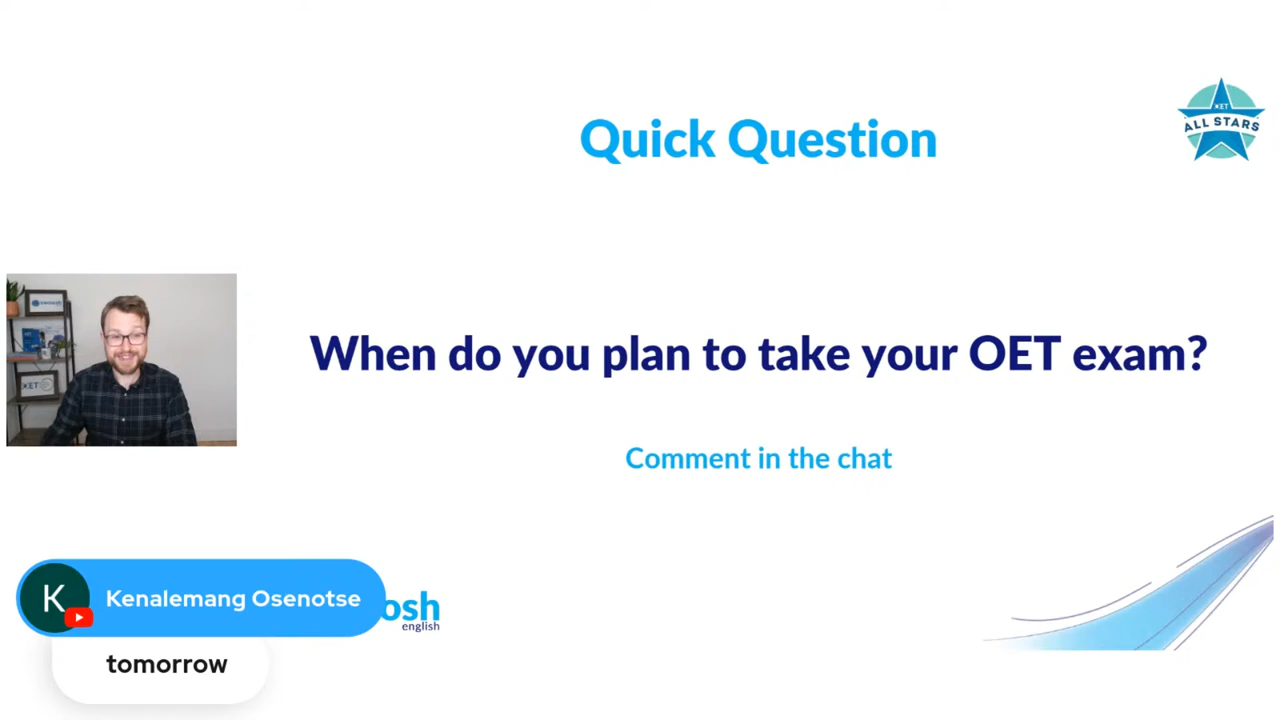 Quick Question
OET
ALL STARS
When do you plan to take your OET exam?
Comment in the chat
K
Kenalemang Osenotse
osh
english
tomorrow